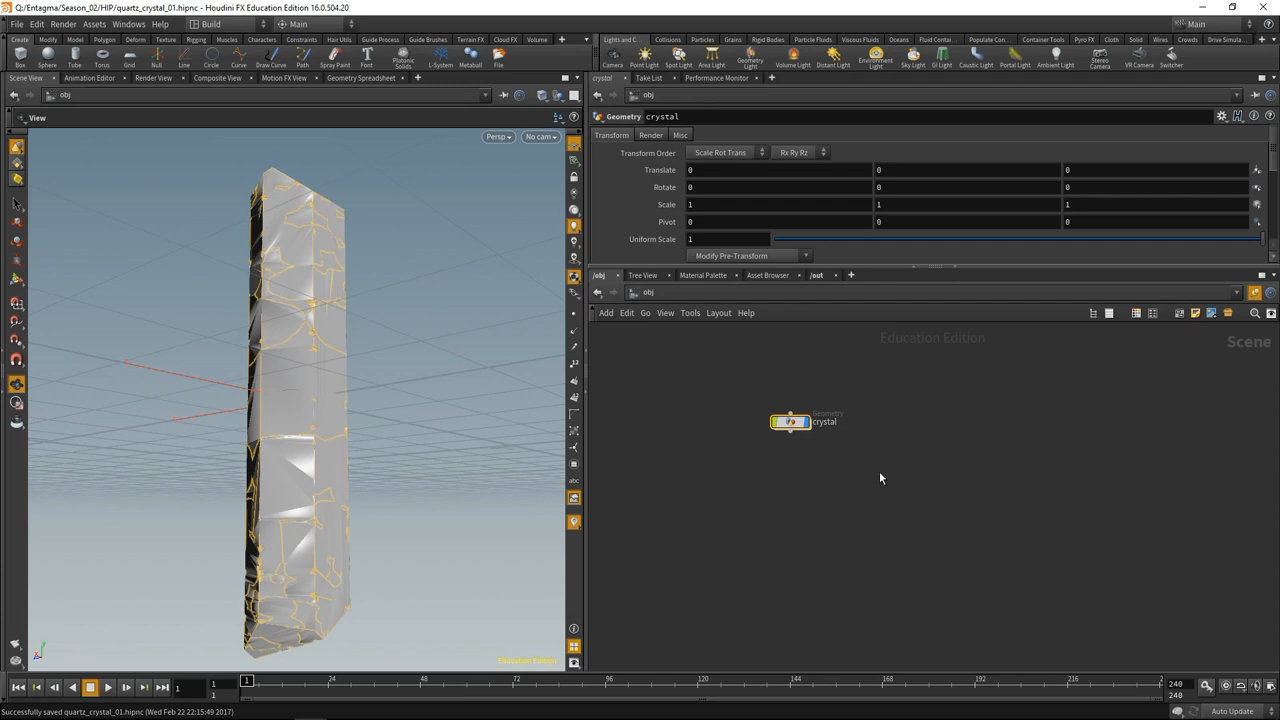 Q:/Entagma/Season_02/HIP/quartz_crystal_01.hipnc - Houdini FX Education Edition 16.0.504.20
File Edit Render Assets Windows Help Build Main Main
Create Modify Model Polygon Deform Texture Rigging Muscles Characters Constraints Hair Utils Guide Process Guide Brushes Terrain FX Cloud FX Volume
Lights and C... Collisions Particles Grains Rigid Bodies Particle Fluids Viscous Fluids Oceans Fluid Contai... Populate Con... Container Tools Pyro FX Cloth Solid Wires Crowds Drive Simula...
Box Sphere Tube Torus Grid Null Line Circle Curve Draw Curve Path Spray Paint Font Platonic Solids L-System Metaball File
Camera Point Light Spot Light Area Light Geometry Light Volume Light Distant Light Environment Light Sky Light GI Light Caustic Light Portal Light Ambient Light Stereo Camera VR Camera Switcher
Scene View Animation Editor Render View Composite View Motion FX View Geometry Spreadsheet
crystal Take List Performance Monitor
obj
obj
View
Persp No cam
Geometry crystal
Transform Render Misc
Transform Order Scale Rot Trans Rx Ry Rz
Translate 0 0 0
Rotate 0 0 0
Scale 1 1 1
Pivot 0 0 0
Uniform Scale 1
Modify Pre-Transform
/obj Tree View Material Palette Asset Browser /out
obj
Add Edit Go View Tools Layout Help
Education Edition
Scene
Geometry
crystal
abc
Education Edition
1 1 1 1 24 48 72 96 120 144 168 192 216 2 240 240
Successfully saved quartz_crystal_01.hipnc (Wed Feb 22 22:15:49 2017)
Auto Update